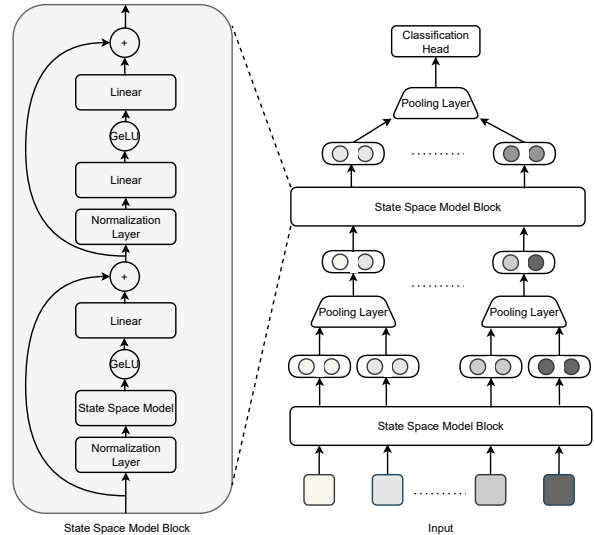 +
Linear
GeLU
Linear
Normalization
Layer
+
Linear
GeLU
State Space Model
Normalization
Layer
State Space Model Block
Classification
Head
Pooling Layer
State Space Model Block
Pooling Layer
Pooling Layer
State Space Model Block
Input